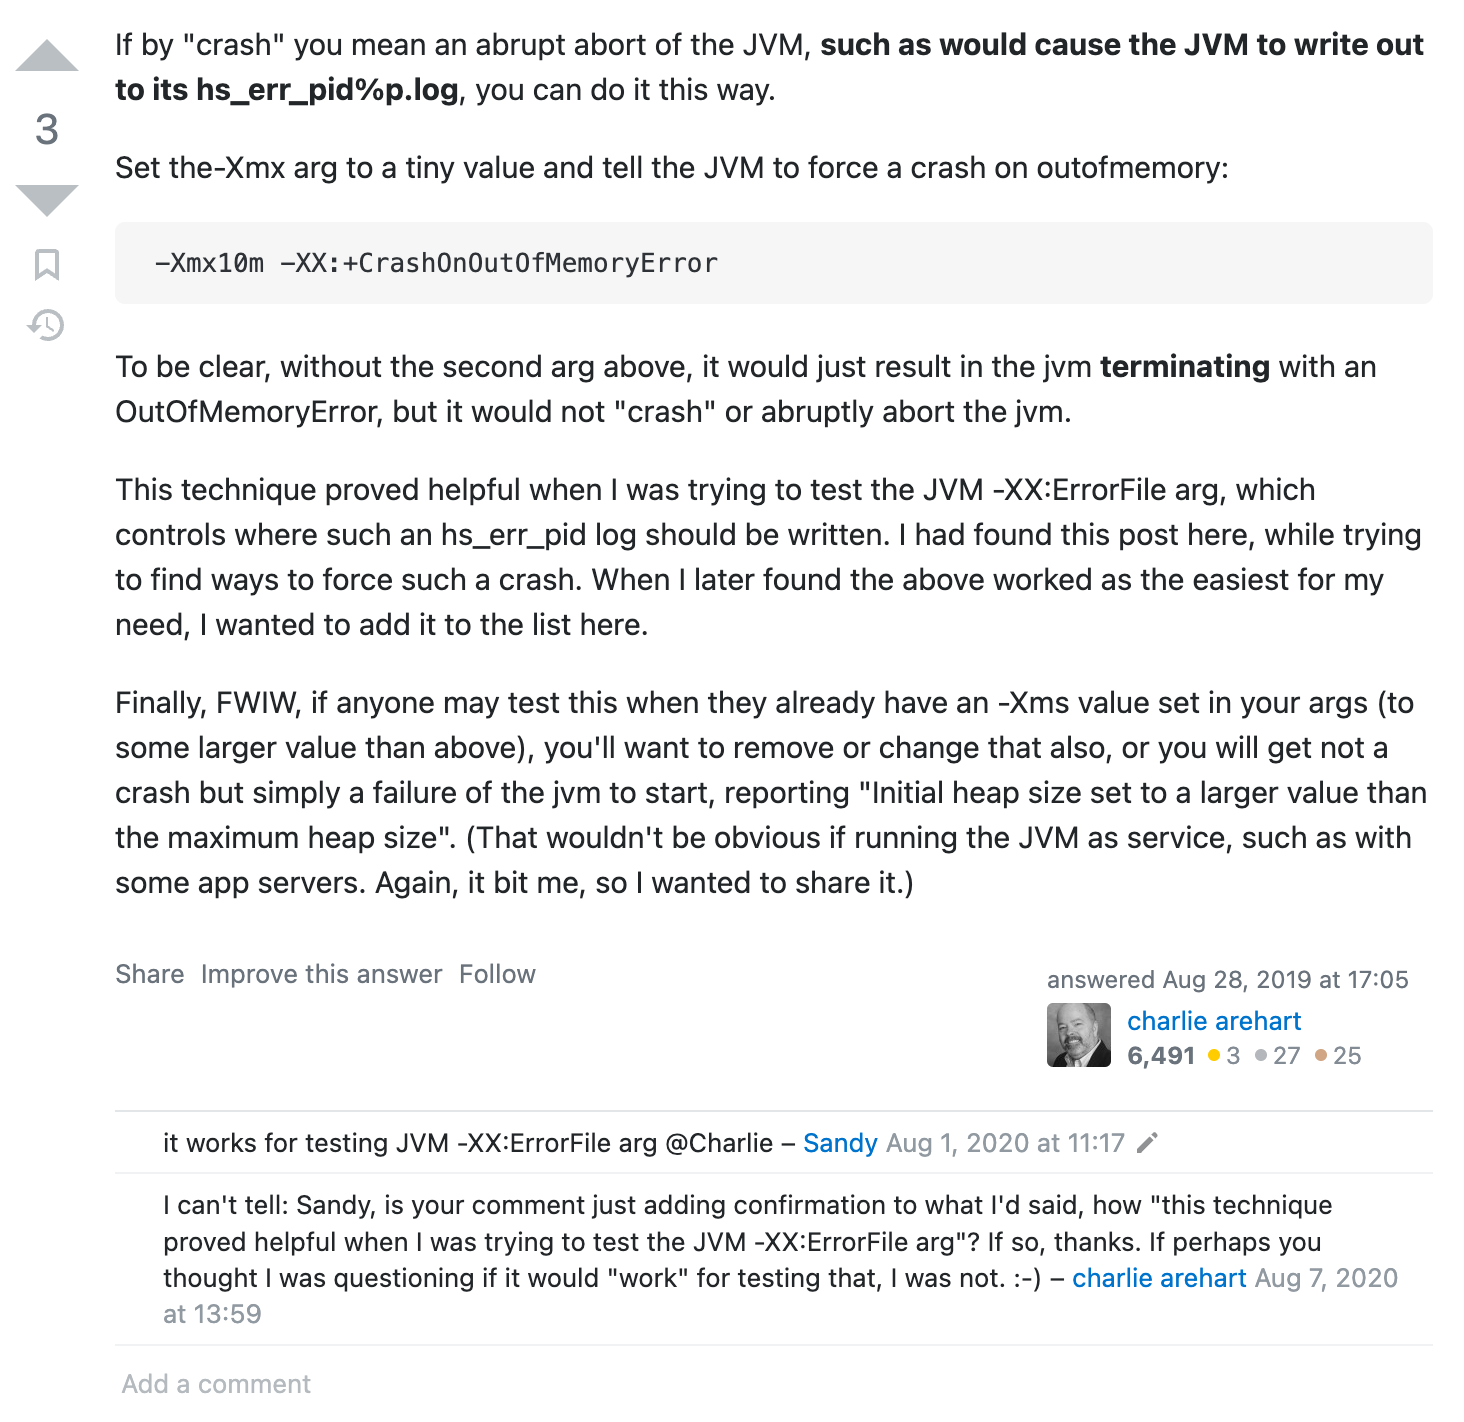 If by "crash" you mean an abrupt abort of the JVM, such as would cause the JVM to write out
to its hs_err_pid%p.log, you can do it this way.
3
Set the-Xmx arg to a tiny value and tell the JVM to force a crash on outofmemory:
-Xmx10m -XX:+CrashOnOutOfMemoryError
To be clear, without the second arg above, it would just result in the jvm terminating with an
OutOfMemoryError, but it would not "crash" or abruptly abort the jvm.
This technique proved helpful when I was trying to test the JVM -XX:ErrorFile arg, which
controls where such an hs_err_pid log should be written. I had found this post here, while trying
to find ways to force such a crash. When I later found the above worked as the easiest for my
need, I wanted to add it to the list here.
Finally, FWIW, if anyone may test this when they already have an -Xms value set in your args (to
some larger value than above), you'll want to remove or change that also, or you will get not a
crash but simply a failure of the jvm to start, reporting "Initial heap size set to a larger value than
the maximum heap size". (That wouldn't be obvious if running the JVM as service, such as with
some app servers. Again, it bit me, so I wanted to share it.)
Share Improve this answer Follow
answered Aug 28, 2019 at 17:05
charlie arehart
6,491 3 27 25
it works for testing JVM -XX:ErrorFile arg @Charlie – Sandy Aug 1, 2020 at 11:17
I can't tell: Sandy, is your comment just adding confirmation to what I'd said, how "this technique
proved helpful when I was trying to test the JVM -XX:ErrorFile arg"? If so, thanks. If perhaps you
thought I was questioning if it would "work" for testing that, I was not. :-) – charlie arehart Aug 7, 2020
at 13:59
Add a comment